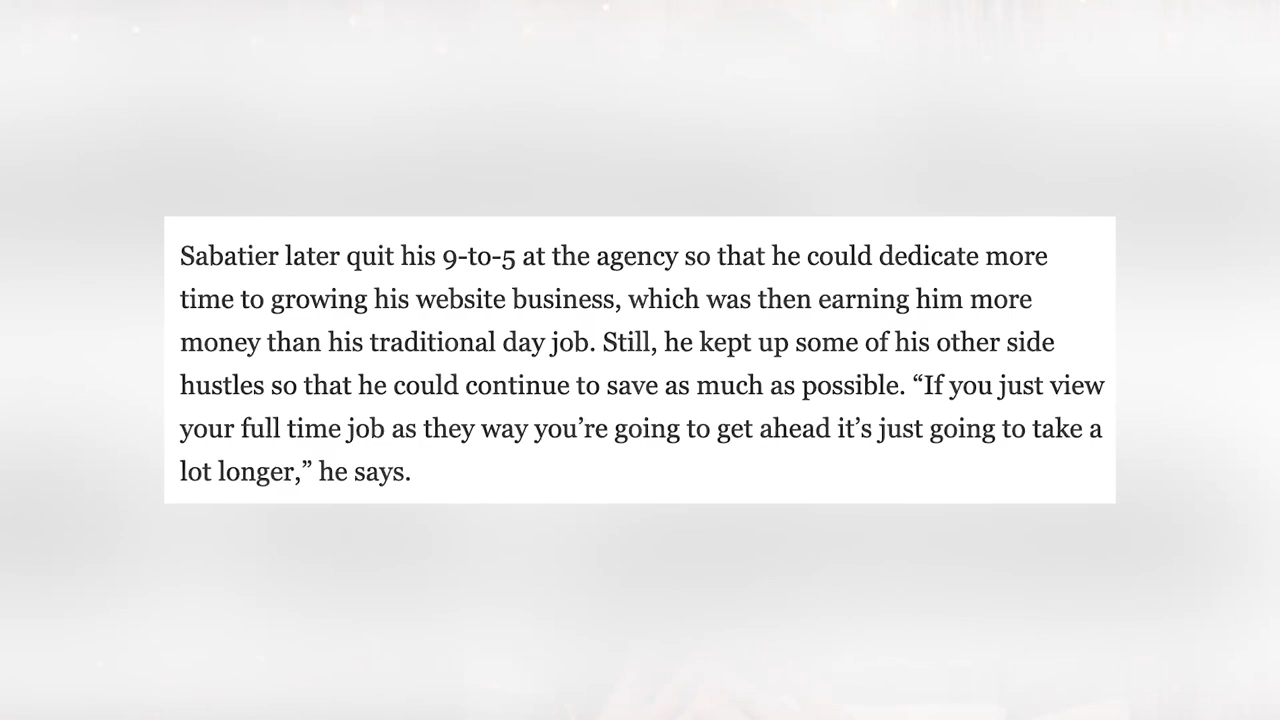 Sabatier later quit his 9-to-5 at the agency so that he could dedicate more
time to growing his website business, which was then earning him more
money than his traditional day job. Still, he kept up some of his other side
hustles so that he could continue to save as much as possible. “If you just view
your full time job as they way you’re going to get ahead it’s just going to take a
lot longer,” he says.